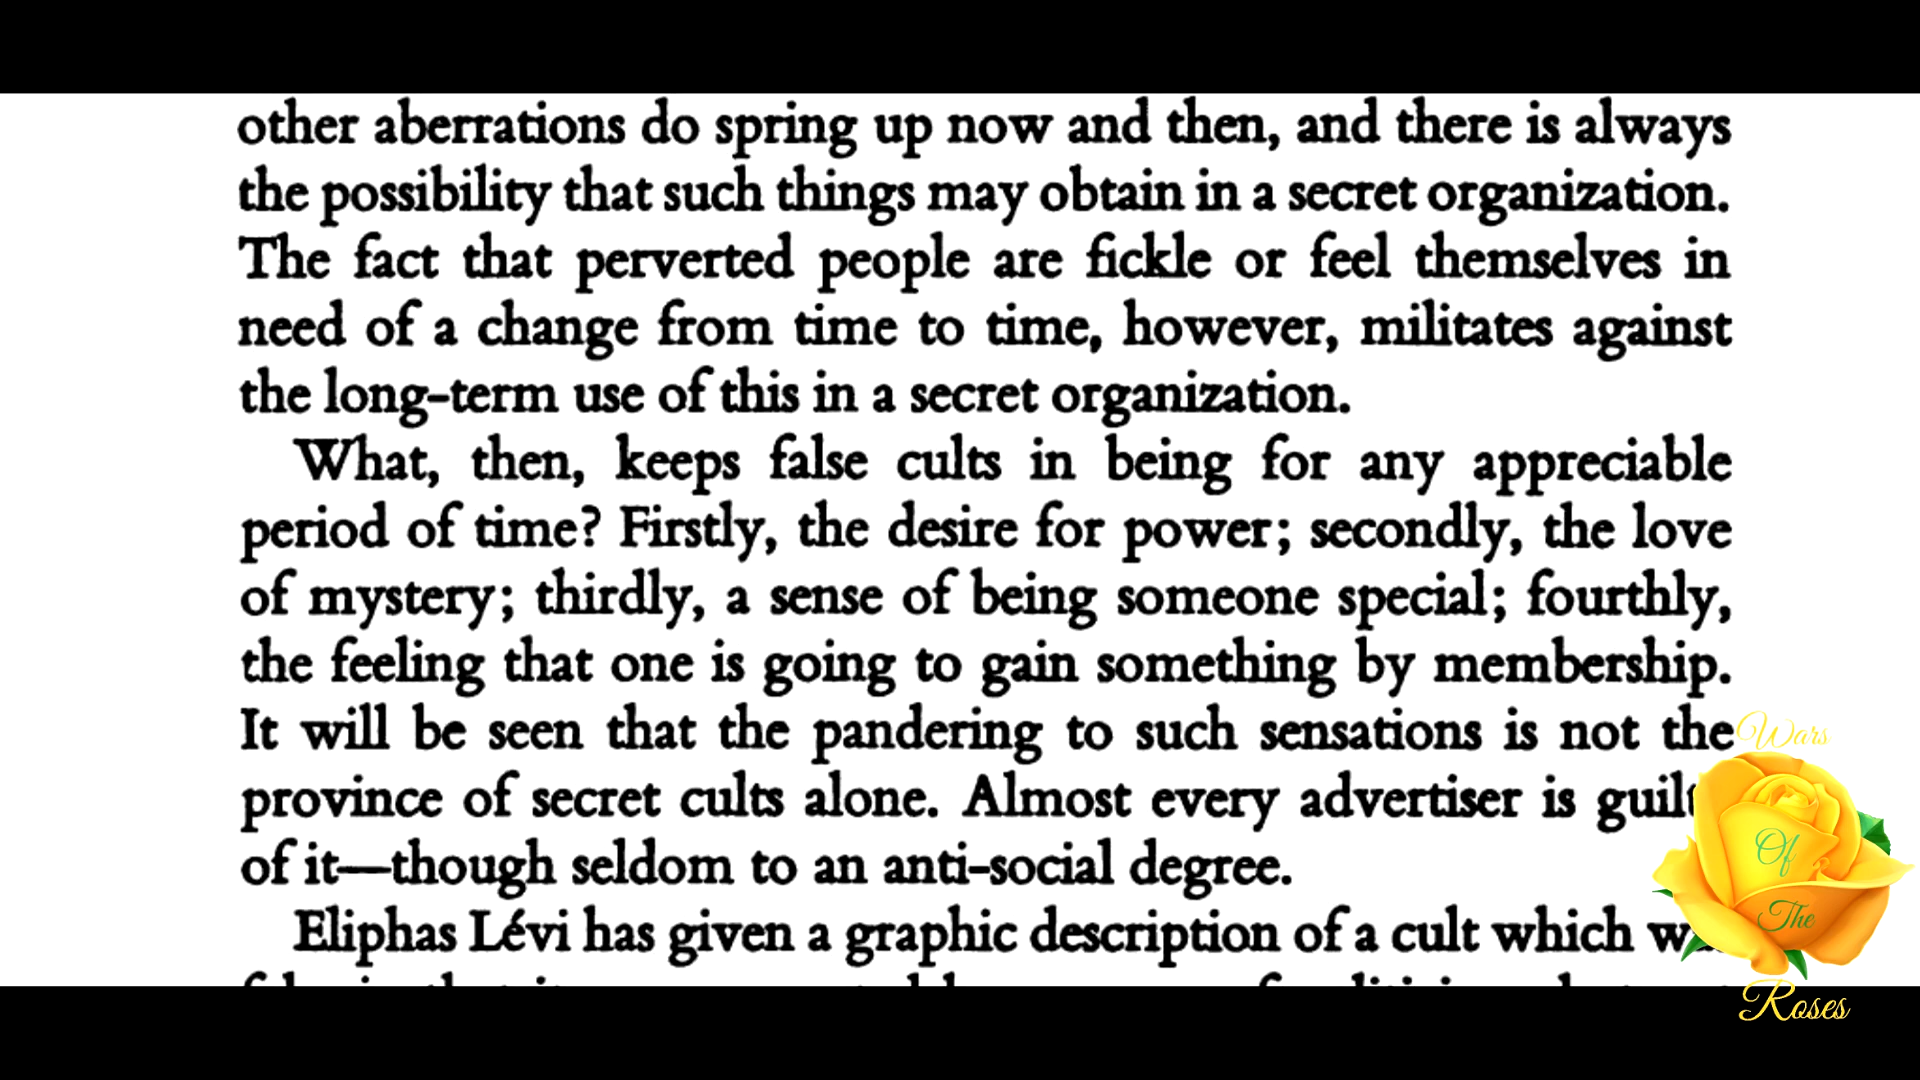 other aberrations do spring up now and then, and there is always
the possibility that such things may obtain in a secret organization.
The fact that perverted people are fickle or feel themselves in
need of a change from time to time, however, militates against
the long-term use of this in a secret organization.
What, then, keeps false cults in being for any appreciable
period of time? Firstly, the desire for power; secondly, the love
of mystery; thirdly, a sense of being someone special; fourthly,
the feeling that one is going to gain something by membership.
It will be seen that the pandering to such sensations is not the
province of secret cults alone. Almost every advertiser is
of it—though seldom to an anti-social degree.
Eliphas Lévi has given a graphic description of a cult which
Wars
Of
The
Roses